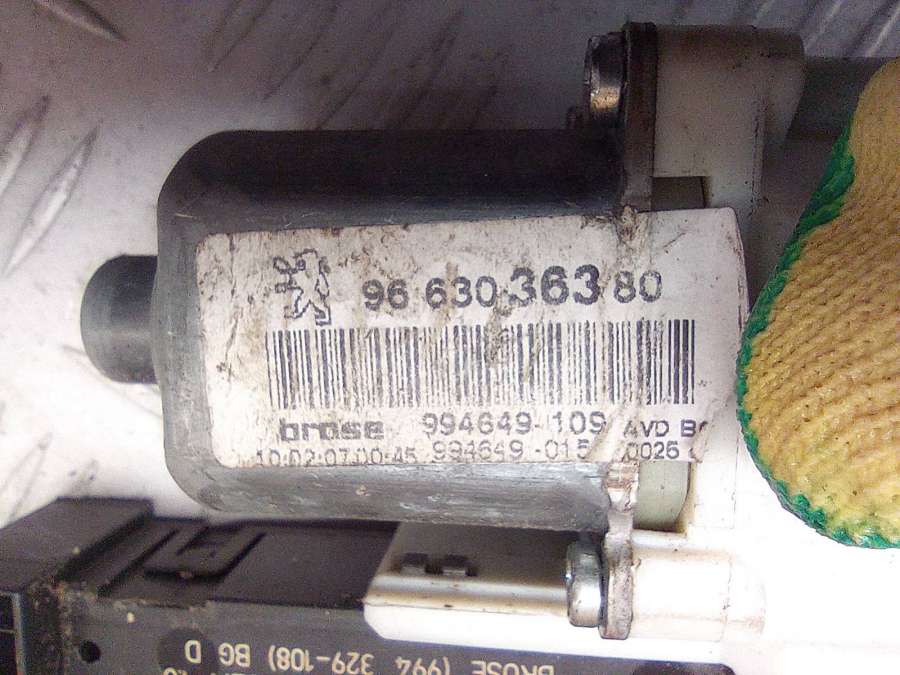 96 630 363 80
brose 994649-109 AVD
10-02-07 00-45 994649-015 0026
BROSE (994 329-108) BG D